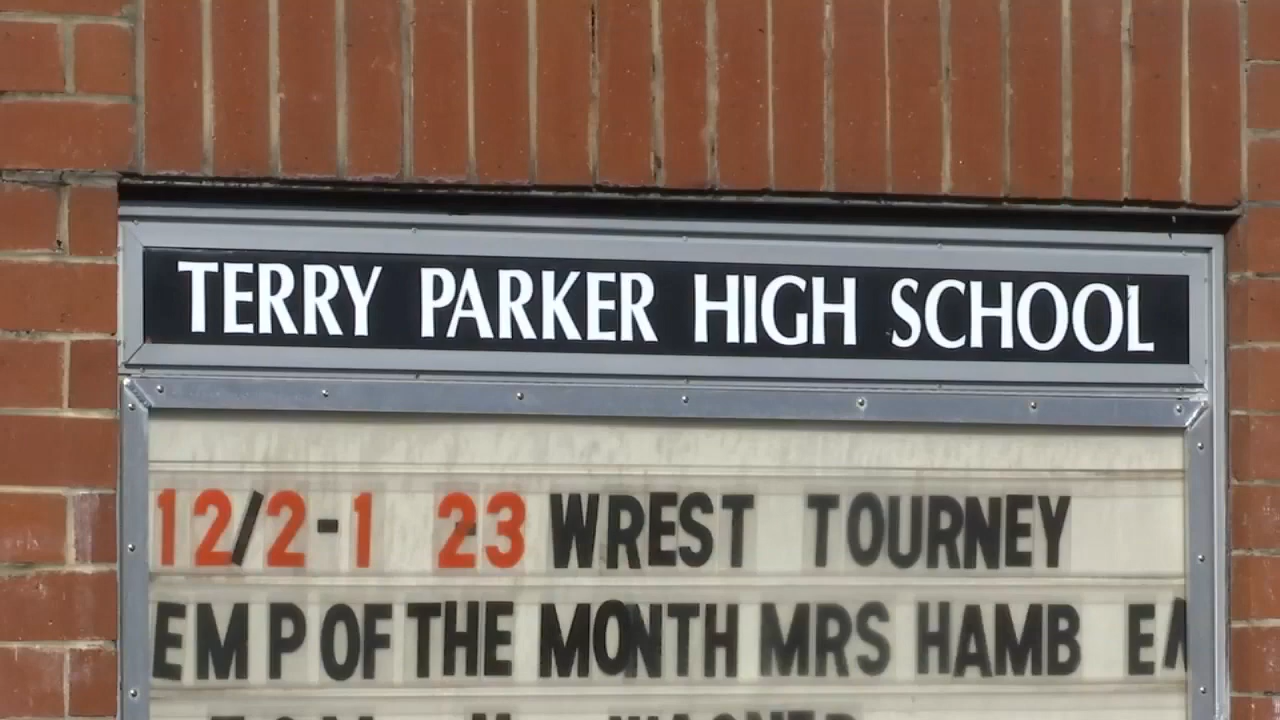 TERRY PARKER HIGH SCHOOL
12/2-1 23 WREST TOURNEY
EMP OF THE MONTH MRS HAMB